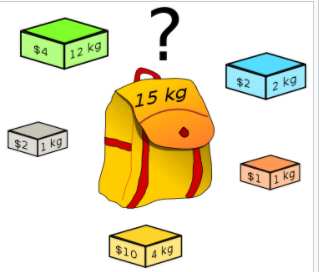 ?
$4 12 kg
15 kg
$2 2 kg
$2 1 kg
$1 1 kg
$10 4 kg